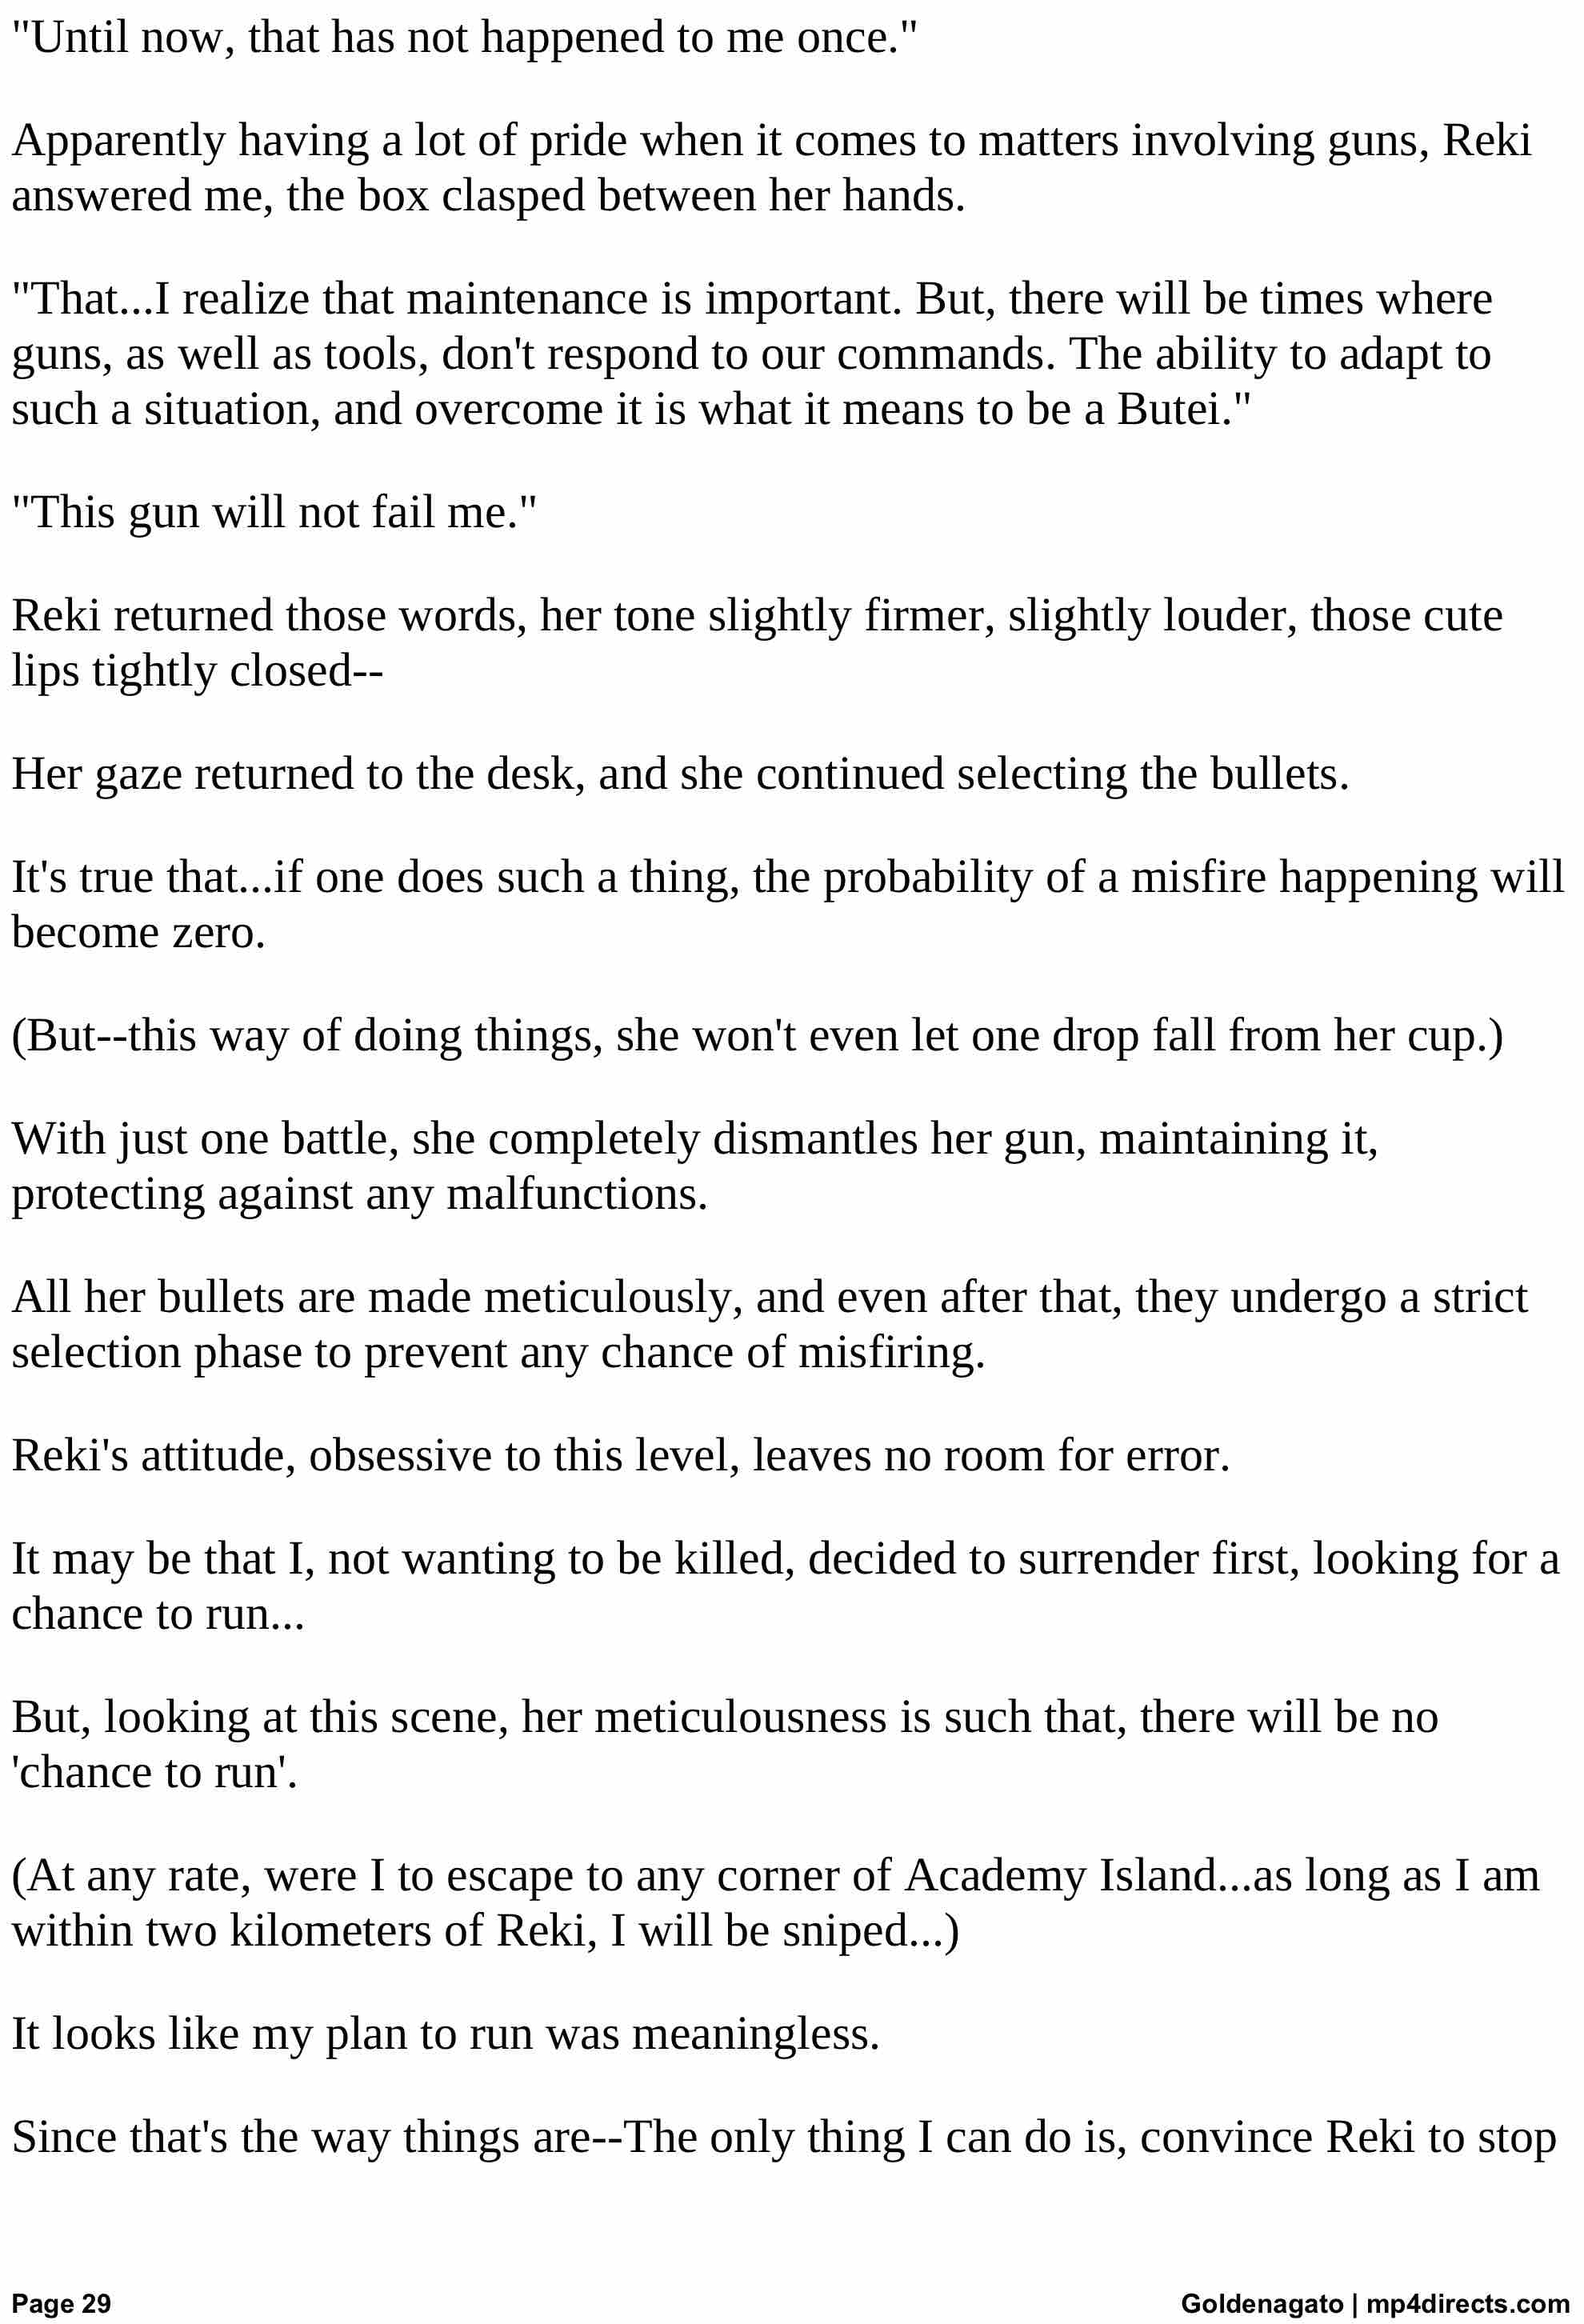 "Until now, that has not happened to me once."
Apparently having a lot of pride when it comes to matters involving guns, Reki
answered me, the box clasped between her hands.
"That...I realize that maintenance is important. But, there will be times where
guns, as well as tools, don't respond to our commands. The ability to adapt to
such a situation, and overcome it is what it means to be a Butei."
"This gun will not fail me."
Reki returned those words, her tone slightly firmer, slightly louder, those cute
lips tightly closed--
Her gaze returned to the desk, and she continued selecting the bullets.
It's true that...if one does such a thing, the probability of a misfire happening will
become zero.
(But--this way of doing things, she won't even let one drop fall from her cup.)
With just one battle, she completely dismantles her gun, maintaining it,
protecting against any malfunctions.
All her bullets are made meticulously, and even after that, they undergo a strict
selection phase to prevent any chance of misfiring.
Reki's attitude, obsessive to this level, leaves no room for error.
It may be that I, not wanting to be killed, decided to surrender first, looking for a
chance to run...
But, looking at this scene, her meticulousness is such that, there will be no
'chance to run'.
(At any rate, were I to escape to any corner of Academy Island...as long as I am
within two kilometers of Reki, I will be sniped...)
It looks like my plan to run was meaningless.
Since that's the way things are--The only thing I can do is, convince Reki to stop
Page 29
Goldenagato | mp4directs.com